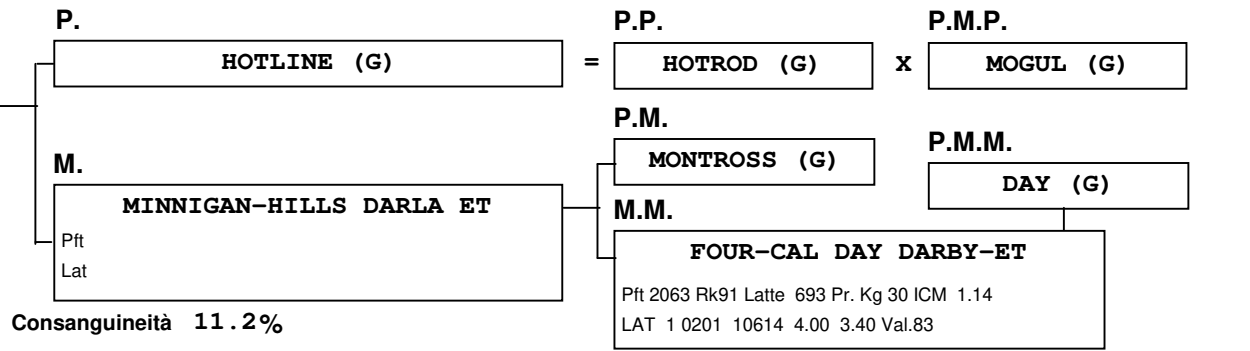 P. P.P. P.M.P.
HOTLINE (G) = HOTROD (G) X MOGUL (G)
P.M.
MONTROSS (G)
P.M.M.
DAY (G)
M.
MINNIGAN-HILLS DARLA ET
Pft
Lat
M.M.
FOUR-CAL DAY DARBY-ET
Pft 2063 Rk91 Latte 693 Pr. Kg 30 ICM 1.14
LAT 1 0201 10614 4.00 3.40 Val.83
Consanguineità 11.2%